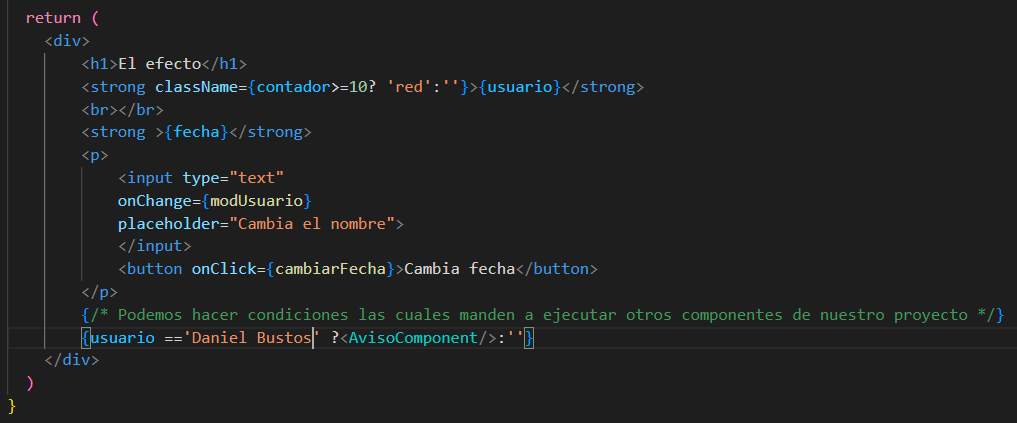 return (
<div>
<h1>El efecto</h1>
<strong className={contador>=10? 'red':''}>{usuario}</strong>
<br></br>
<strong >{fecha}</strong>
<p>
<input type="text"
onChange={modUsuario}
placeholder="Cambia el nombre">
</input>
<button onClick={cambiarFecha}>Cambia fecha</button>
</p>
{/* Podemos hacer condiciones las cuales manden a ejecutar otros componentes de nuestro proyecto */}
{usuario =='Daniel Bustos' ?<AvisoComponent/>:''}
</div>
)
}